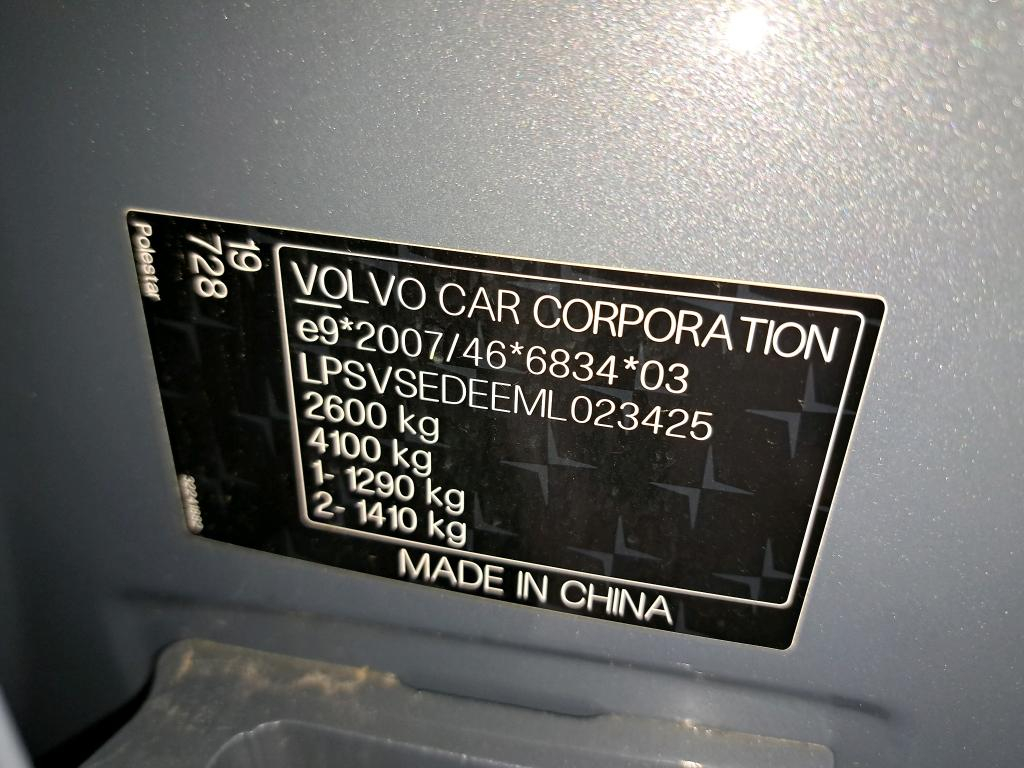 VOLVO CAR CORPORATION
e9*2007/46*6834*03
LPSVSEDEEML023425
2600 kg
4100 kg
1- 1290 kg
2- 1410 kg
MADE IN CHINA
19
728
Polestar